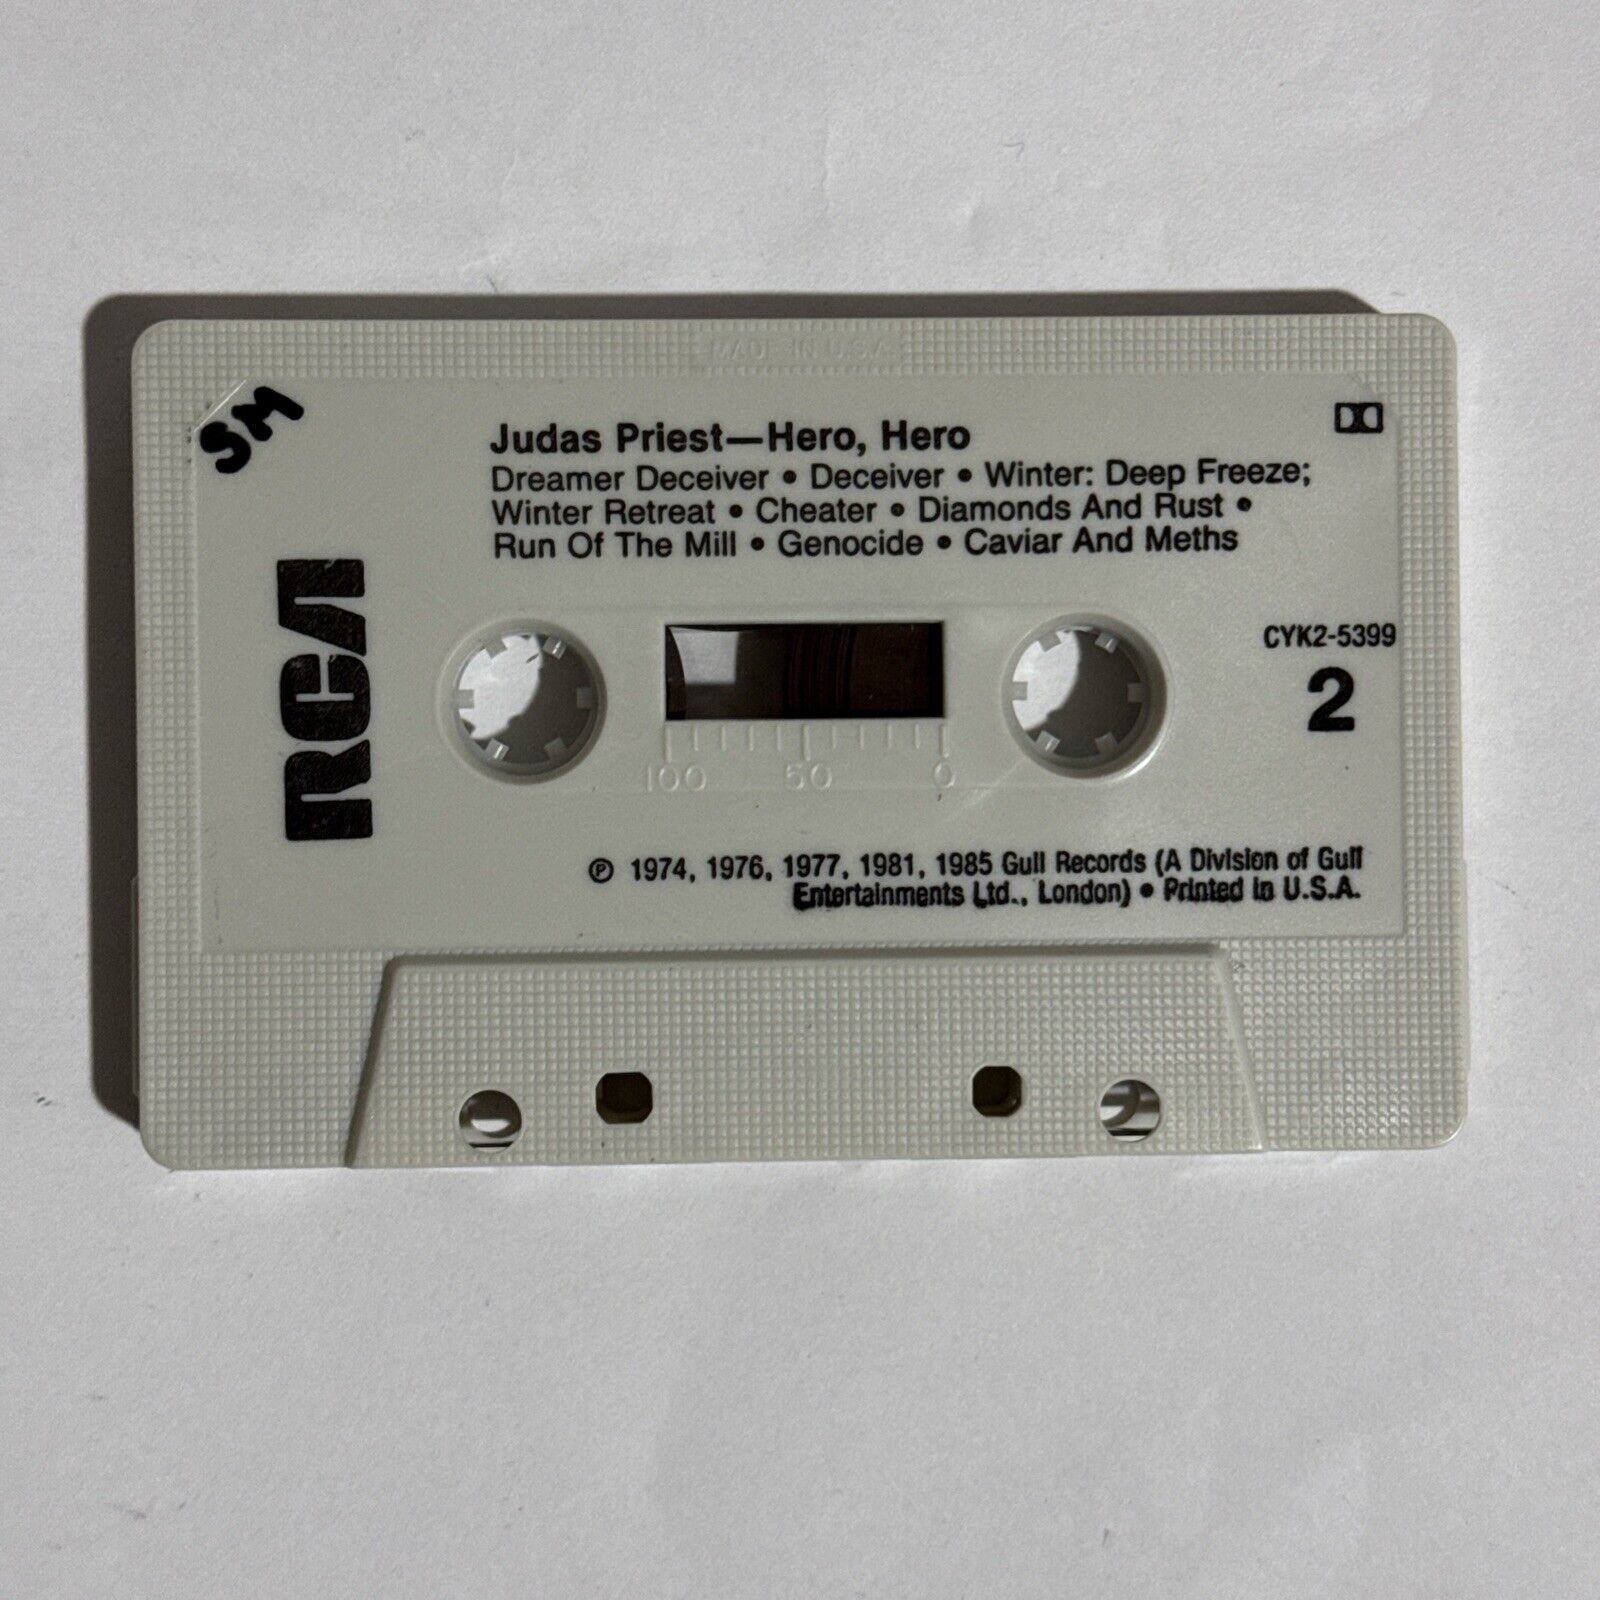 MADE IN U.S.A.
SM
Judas Priest—Hero, Hero
Dreamer Deceiver • Deceiver • Winter: Deep Freeze;
Winter Retreat • Cheater • Diamonds And Rust •
Run Of The Mill • Genocide • Caviar And Meths
RCA
CYK2-5399
2
100 50 0
℗ 1974, 1976, 1977, 1981, 1985 Gull Records (A Division of Gull
Entertainments Ltd., London) • Printed in U.S.A.